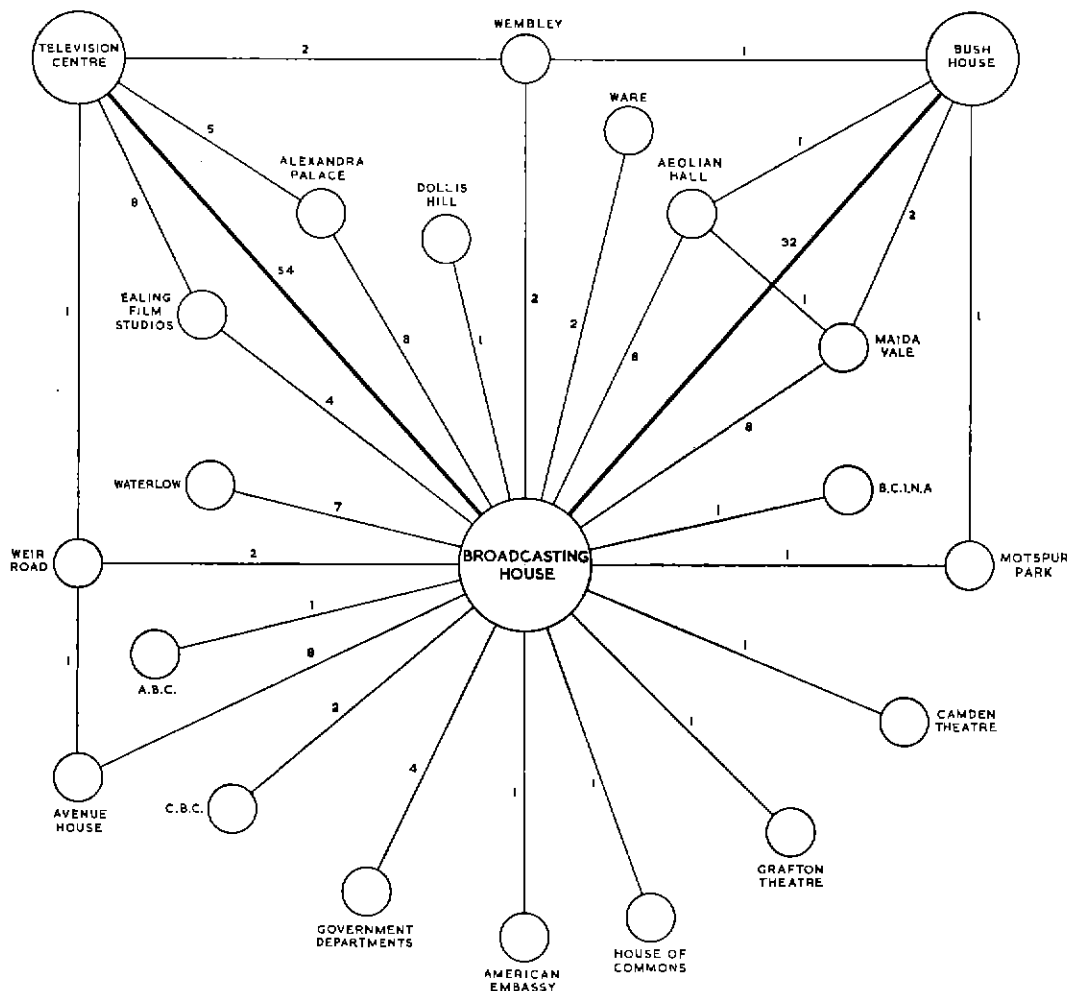 WEMBLEY
TELEVISION
CENTRE
2
1
BUSH
HOUSE
WARE
5
ALEXANDRA
PALACE
AEOLIAN
HALL
1
DOLLIS
HILL
8
2
54
32
EALING
FILM
STUDIOS
1
2
1
1
8
1
2
MAIDA
VALE
4
8
8
WATERLOW
7
1
B.C.I.N.A
WEIR
ROAD
2
BROADCASTING
HOUSE
1
MOTSPUR
PARK
1
8
1
1
A.B.C.
2
1
CAMDEN
THEATRE
4
1
1
AVENUE
HOUSE
C.B.C.
GRAFTON
THEATRE
GOVERNMENT
DEPARTMENTS
AMERICAN
EMBASSY
HOUSE OF
COMMONS